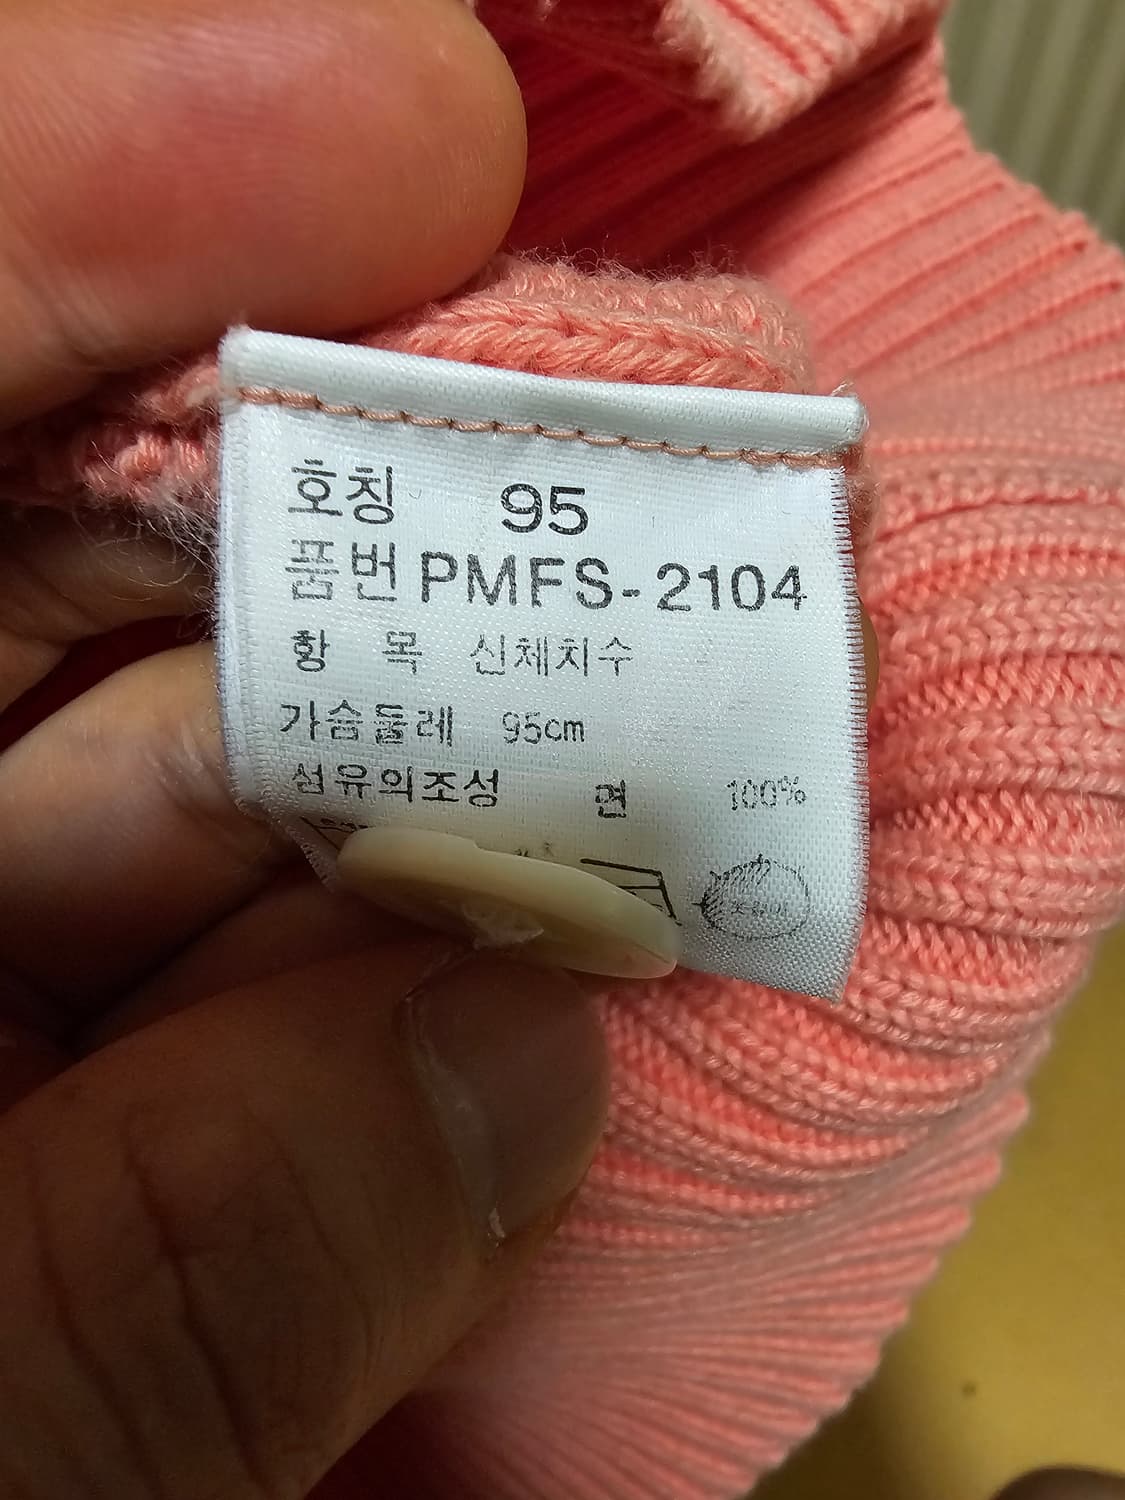 호칭 95
품번 PMFS-2104
항 목 신체치수
가슴둘레 95cm
섬유의조성 면 100%